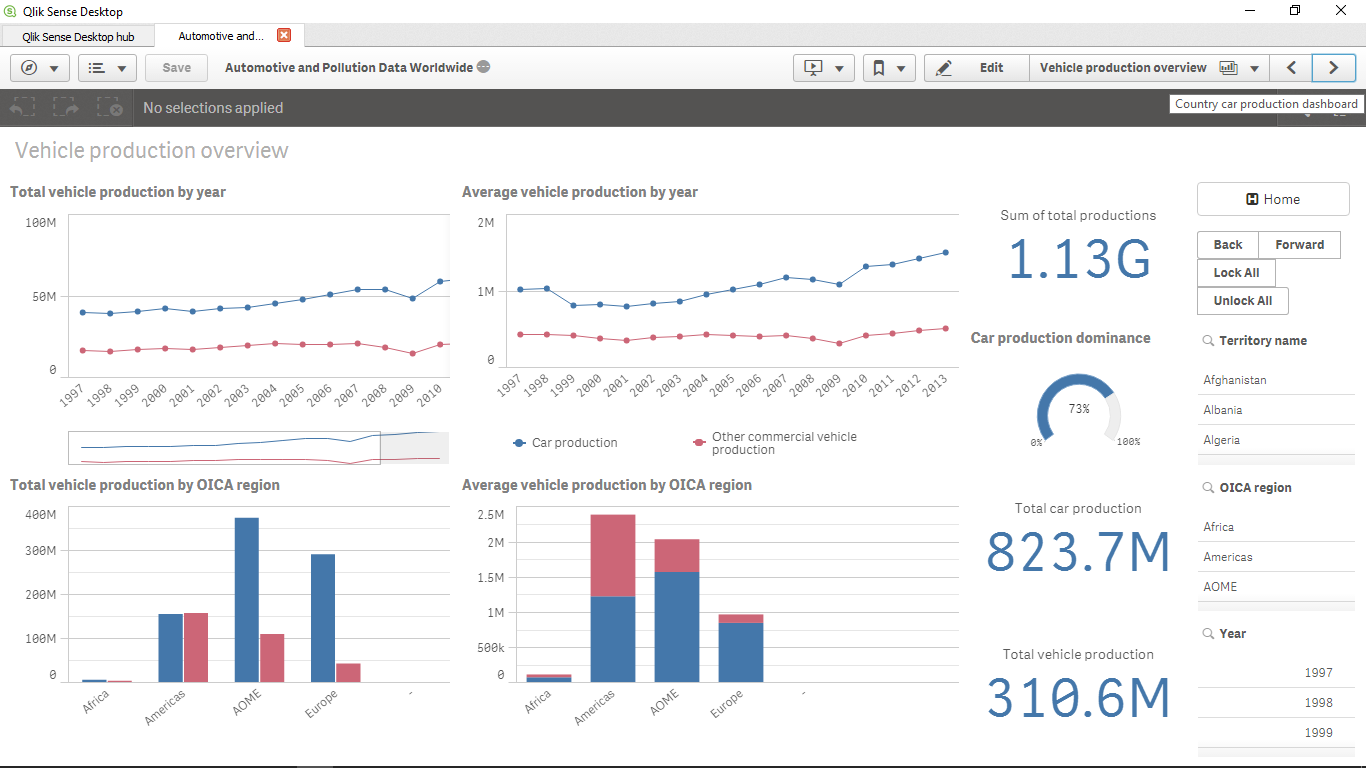 Qlik Sense Desktop
Qlik Sense Desktop hub
Automotive and...
Save
Automotive and Pollution Data Worldwide
Edit
Vehicle production overview
No selections applied
Country car production dashboard
Vehicle production overview
Total vehicle production by year
100M
50M
0
1997 1998 1999 2000 2001 2002 2003 2004 2005 2006 2007 2008 2009 2010
Average vehicle production by year
2M
1M
0
1997 1998 1999 2000 2001 2002 2003 2004 2005 2006 2007 2008 2009 2010 2011 2012 2013
Car production
Other commercial vehicle
production
Sum of total productions
1.13G
Car production dominance
73%
0%
100%
Home
Back
Forward
Lock All
Unlock All
Territory name
Afghanistan
Albania
Algeria
Total vehicle production by OICA region
400M
300M
200M
100M
0
Africa
Americas
AOME
Europe
-
Average vehicle production by OICA region
2.5M
2M
1.5M
1M
500k
0
Africa
Americas
AOME
Europe
-
Total car production
823.7M
Total vehicle production
310.6M
OICA region
Africa
Americas
AOME
Year
1997
1998
1999